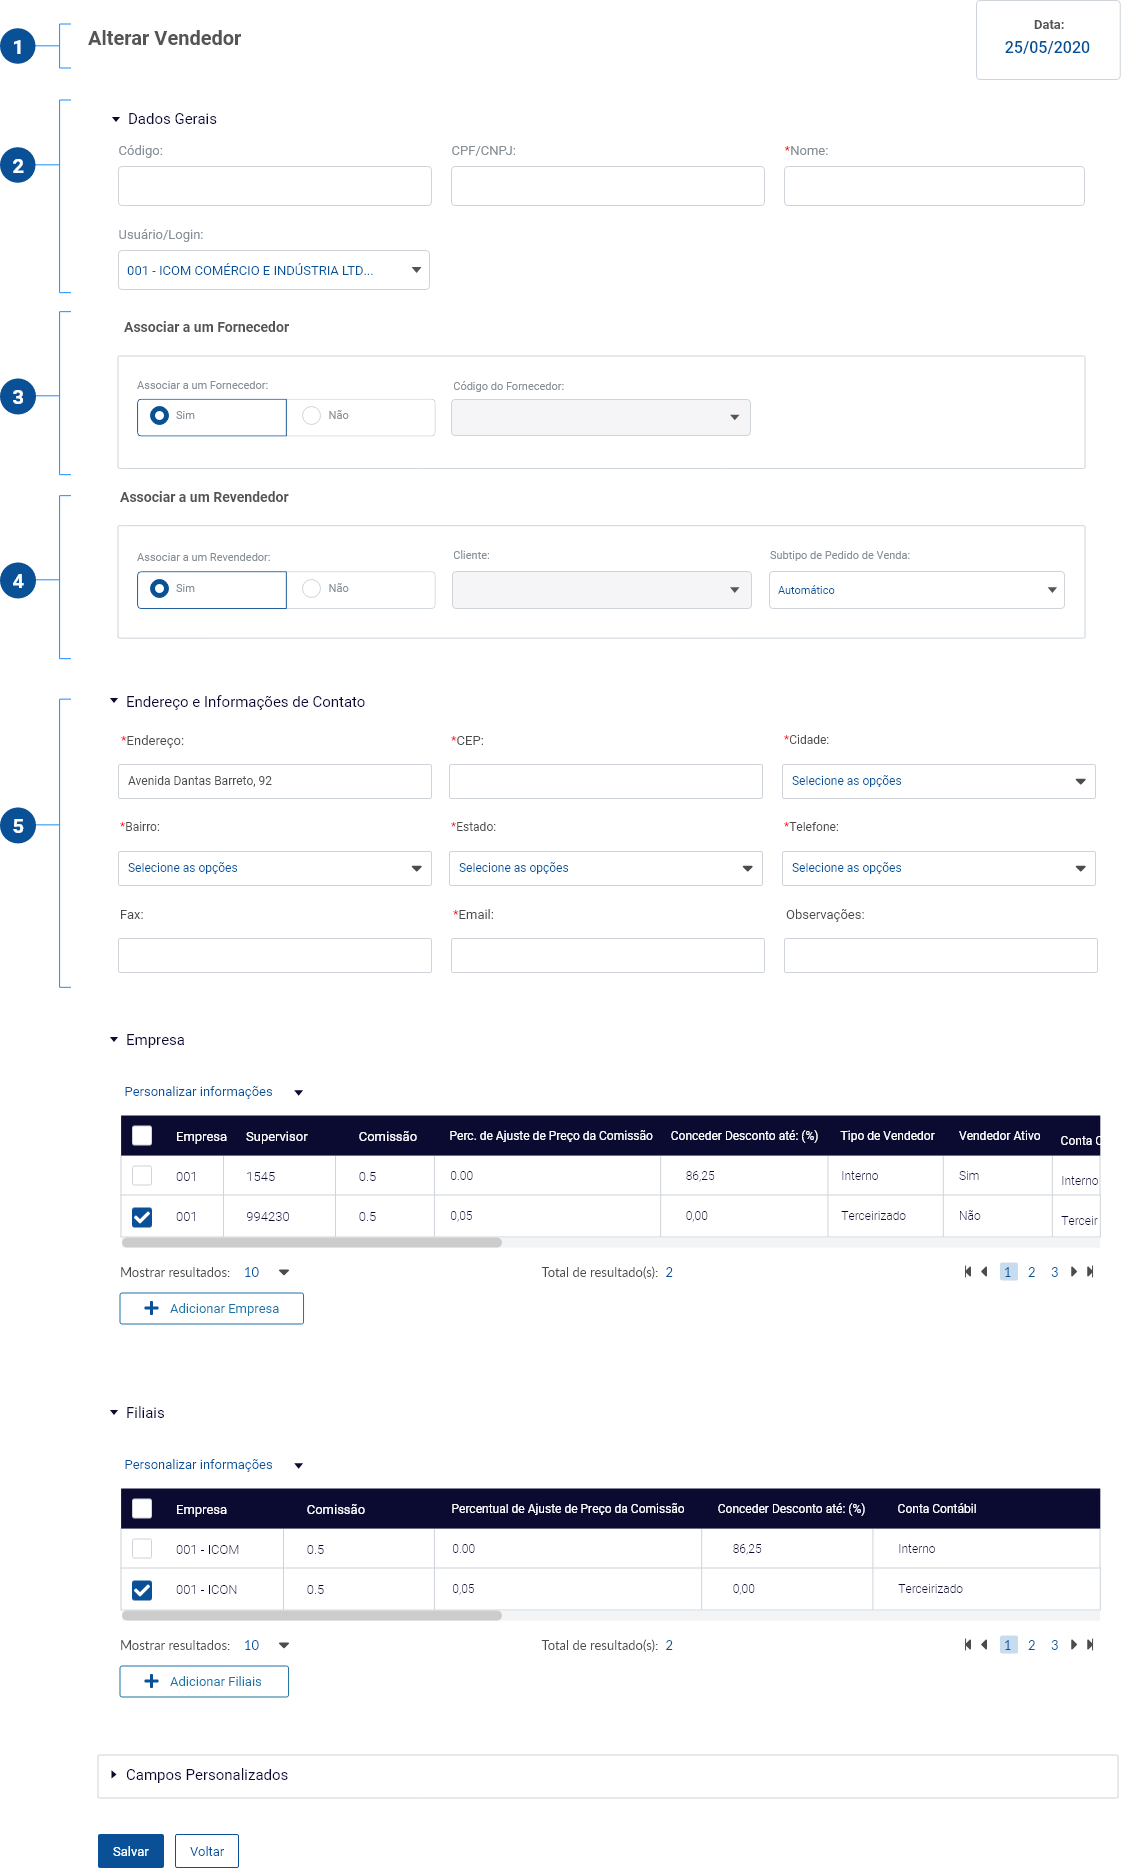 1
Alterar Vendedor
Data:
25/05/2020
2
Dados Gerais
Código: CPF/CNPJ: *Nome:
Usuário/Login:
001 - ICOM COMÉRCIO E INDÚSTRIA LTD...
3
Associar a um Fornecedor
Associar a um Fornecedor: Código do Fornecedor:
Sim Não
4
Associar a um Revendedor
Associar a um Revendedor: Cliente: Subtipo de Pedido de Venda:
Sim Não Automático
5
Endereço e Informações de Contato
*Endereço: *CEP: *Cidade:
Avenida Dantas Barreto, 92 Selecione as opções
*Bairro: *Estado: *Telefone:
Selecione as opções Selecione as opções Selecione as opções
Fax: *Email: Observações:
Empresa
Personalizar informações
Empresa Supervisor Comissão Perc. de Ajuste de Preço da Comissão Conceder Desconto até: (%) Tipo de Vendedor Vendedor Ativo Conta C
001 1545 0.5 0.00 86,25 Interno Sim Interno
001 994230 0.5 0,05 0,00 Terceirizado Não Terceir
Mostrar resultados: 10 Total de resultado(s): 2 1 2 3
Adicionar Empresa
Filiais
Personalizar informações
Empresa Comissão Percentual de Ajuste de Preço da Comissão Conceder Desconto até: (%) Conta Contábil
001 - ICOM 0.5 0.00 86,25 Interno
001 - ICON 0.5 0,05 0,00 Terceirizado
Mostrar resultados: 10 Total de resultado(s): 2 1 2 3
Adicionar Filiais
Campos Personalizados
Salvar Voltar